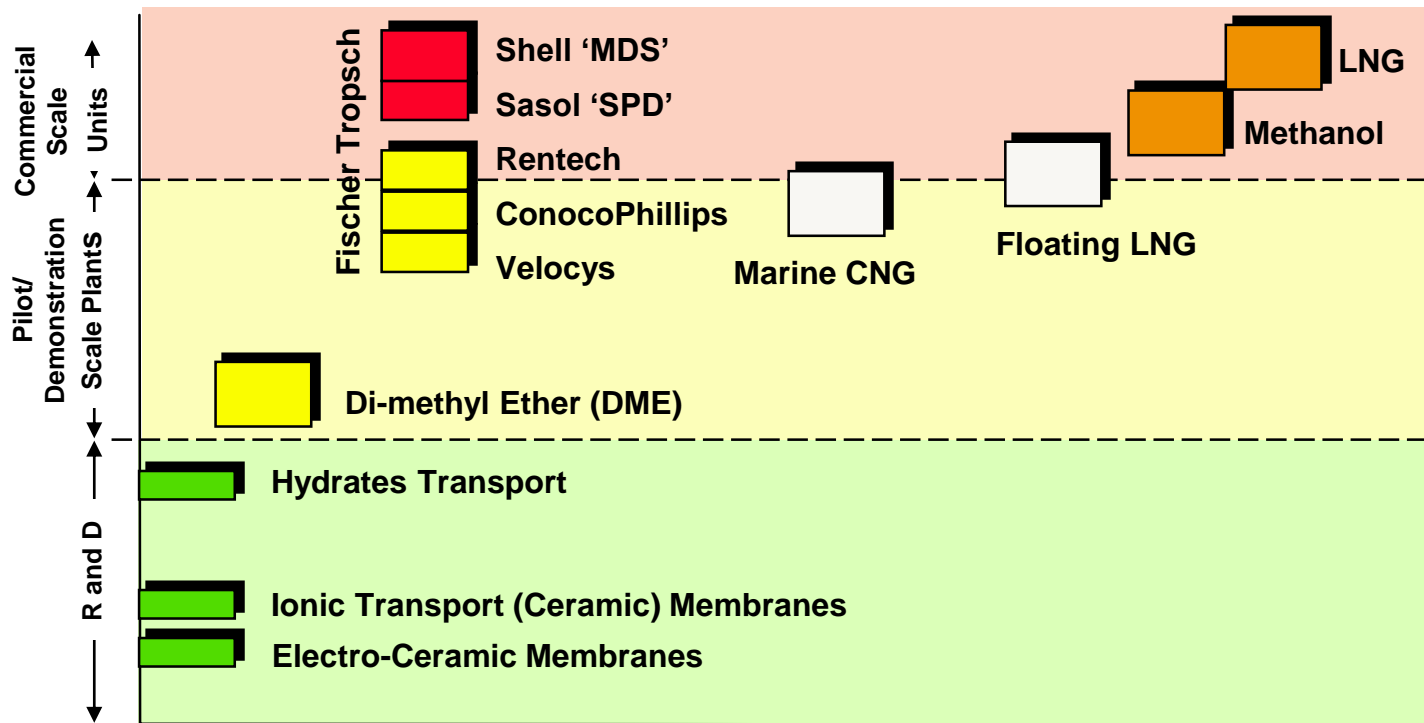 Commercial Scale
Units
Pilot/
Demonstration
Scale Plants
R and D
Fischer Tropsch
Shell ‘MDS’
Sasol ‘SPD’
Rentech
ConocoPhillips
Velocys
LNG
Methanol
Floating LNG
Marine CNG
Di-methyl Ether (DME)
Hydrates Transport
Ionic Transport (Ceramic) Membranes
Electro-Ceramic Membranes